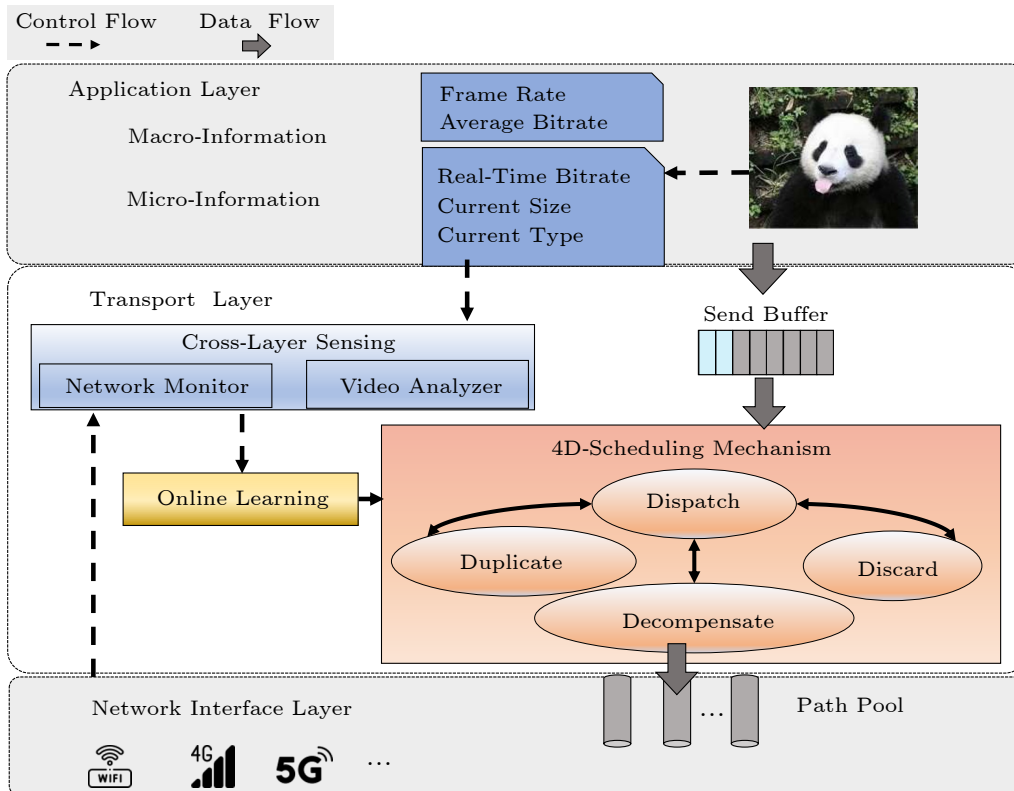 Control Flow
Data Flow
Application Layer
Frame Rate
Average Bitrate
Macro-Information
Real-Time Bitrate
Micro-Information
Current Size
Current Type
Transport Layer
Send Buffer
Cross-Layer Sensing
Network Monitor
Video Analyzer
4D-Scheduling Mechanism
Online Learning
Dispatch
Duplicate
Discard
Decompensate
Network Interface Layer
Path Pool
...
WIFI
4G
5G
...